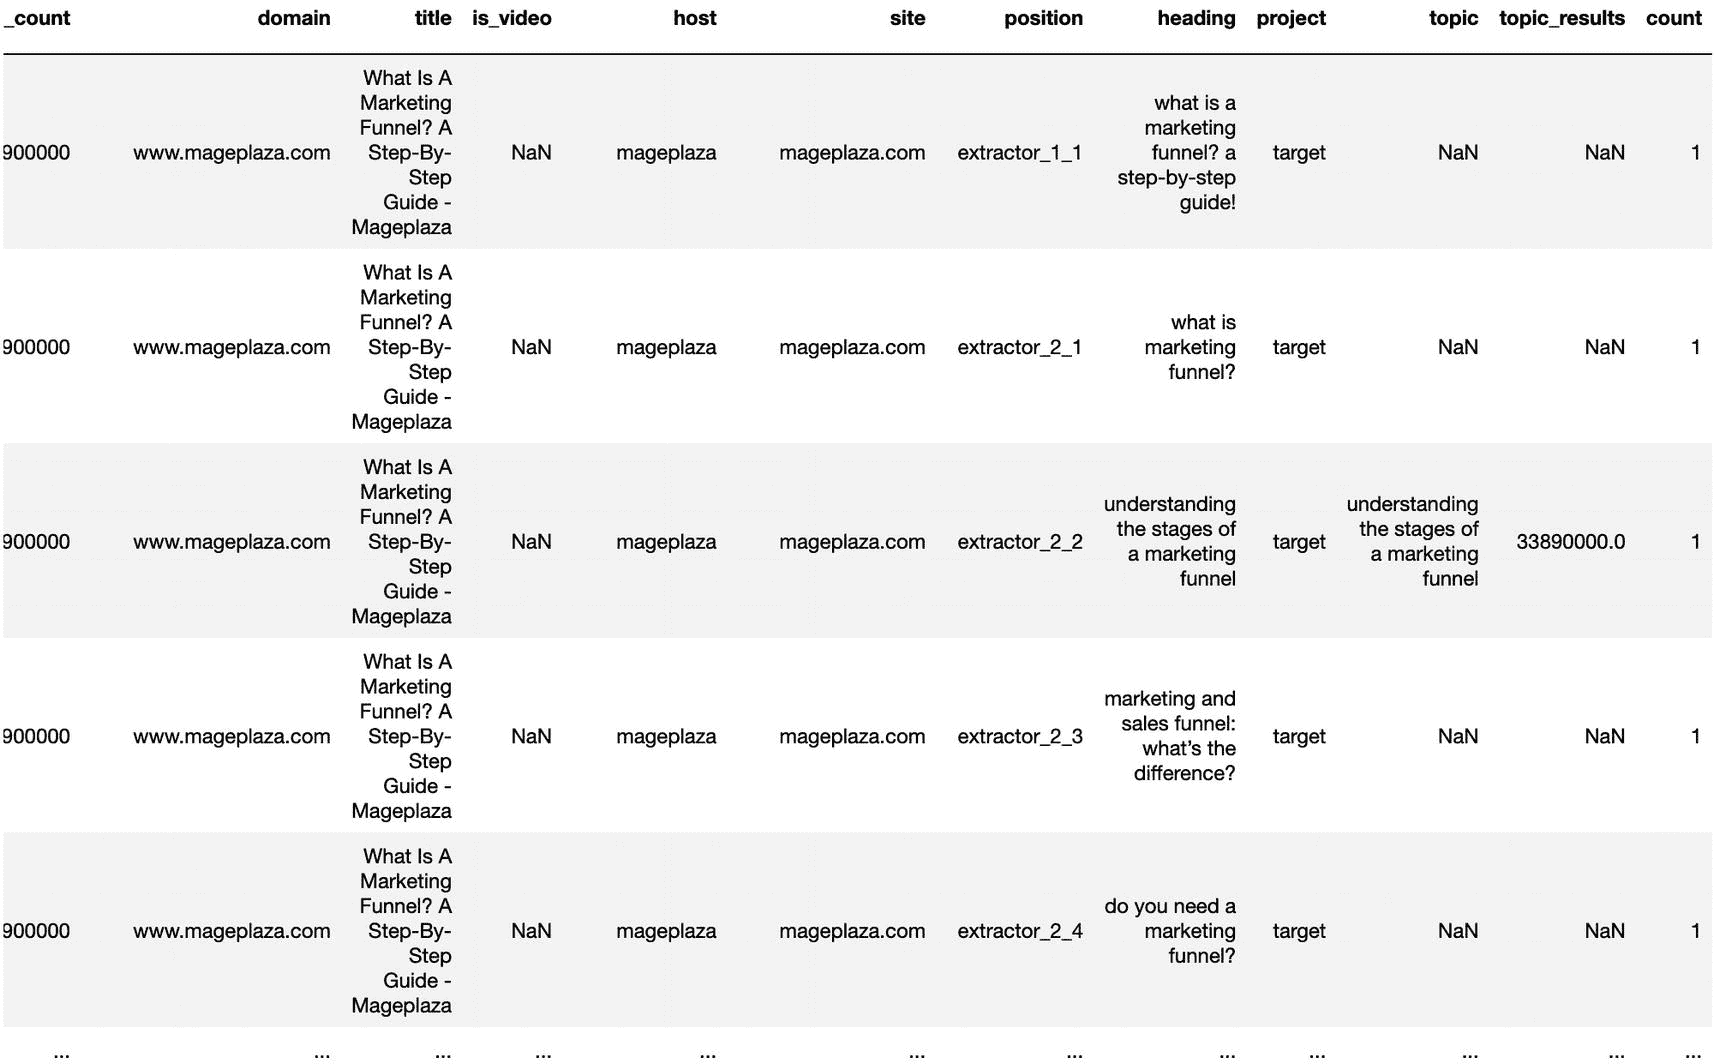 _count domain title is_video host site position heading project topic topic_results count
What Is A
Marketing what is a
Funnel? A marketing
900000 www.mageplaza.com Step-By- NaN mageplaza mageplaza.com extractor_1_1 funnel? a target NaN NaN 1
Step step-by-step
Guide - guide!
Mageplaza
What Is A
Marketing
Funnel? A what is
900000 www.mageplaza.com Step-By- NaN mageplaza mageplaza.com extractor_2_1 marketing target NaN NaN 1
Step funnel?
Guide -
Mageplaza
What Is A
Marketing understanding understanding
Funnel? A the stages of the stages of
900000 www.mageplaza.com Step-By- NaN mageplaza mageplaza.com extractor_2_2 a marketing target a marketing 33890000.0 1
Step funnel funnel
Guide -
Mageplaza
What Is A
Marketing marketing and
Funnel? A sales funnel:
900000 www.mageplaza.com Step-By- NaN mageplaza mageplaza.com extractor_2_3 what’s the target NaN NaN 1
Step difference?
Guide -
Mageplaza
What Is A
Marketing
Funnel? A do you need a
900000 www.mageplaza.com Step-By- NaN mageplaza mageplaza.com extractor_2_4 marketing target NaN NaN 1
Step funnel?
Guide -
Mageplaza
... ... ... ... ... ... ... ... ... ... ... ...